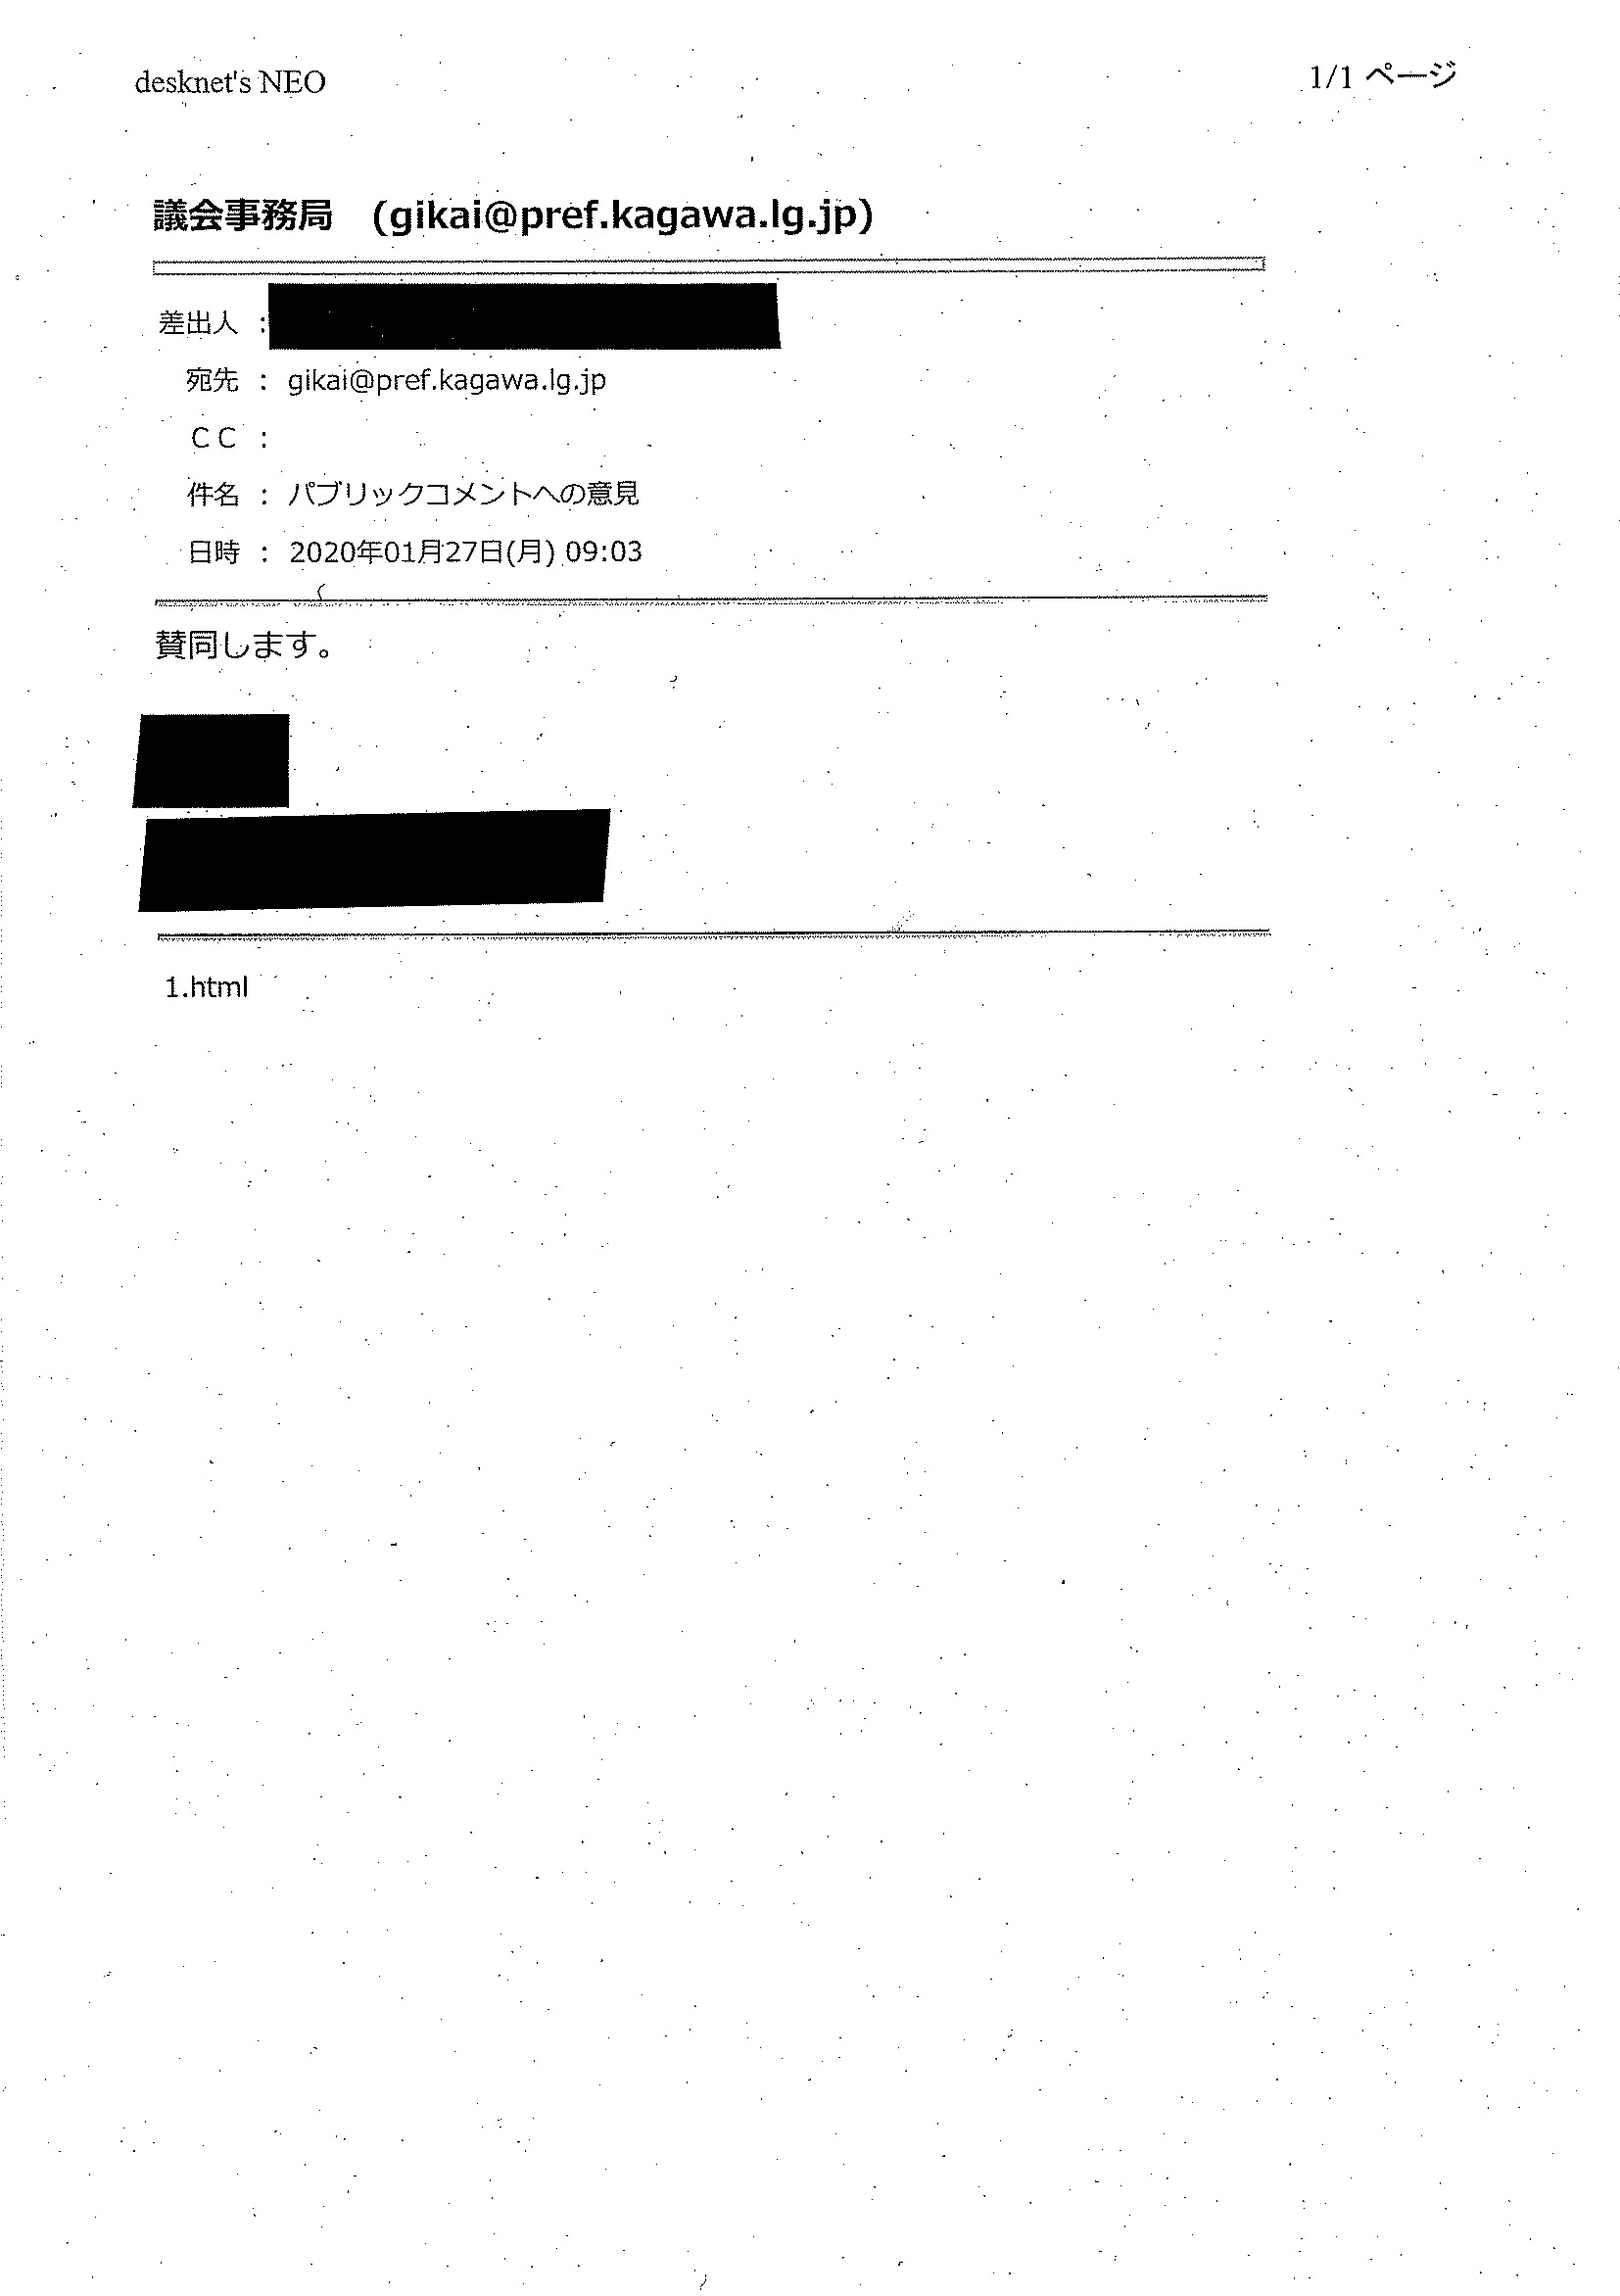 desknet's NEO
1/1 ページ
議会事務局　(gikai@pref.kagawa.lg.jp)
差出人 :
宛先 : gikai@pref.kagawa.lg.jp
ＣＣ :
件名 : パブリックコメントへの意見
日時 : 2020年01月27日(月) 09:03
賛同します。
1.html